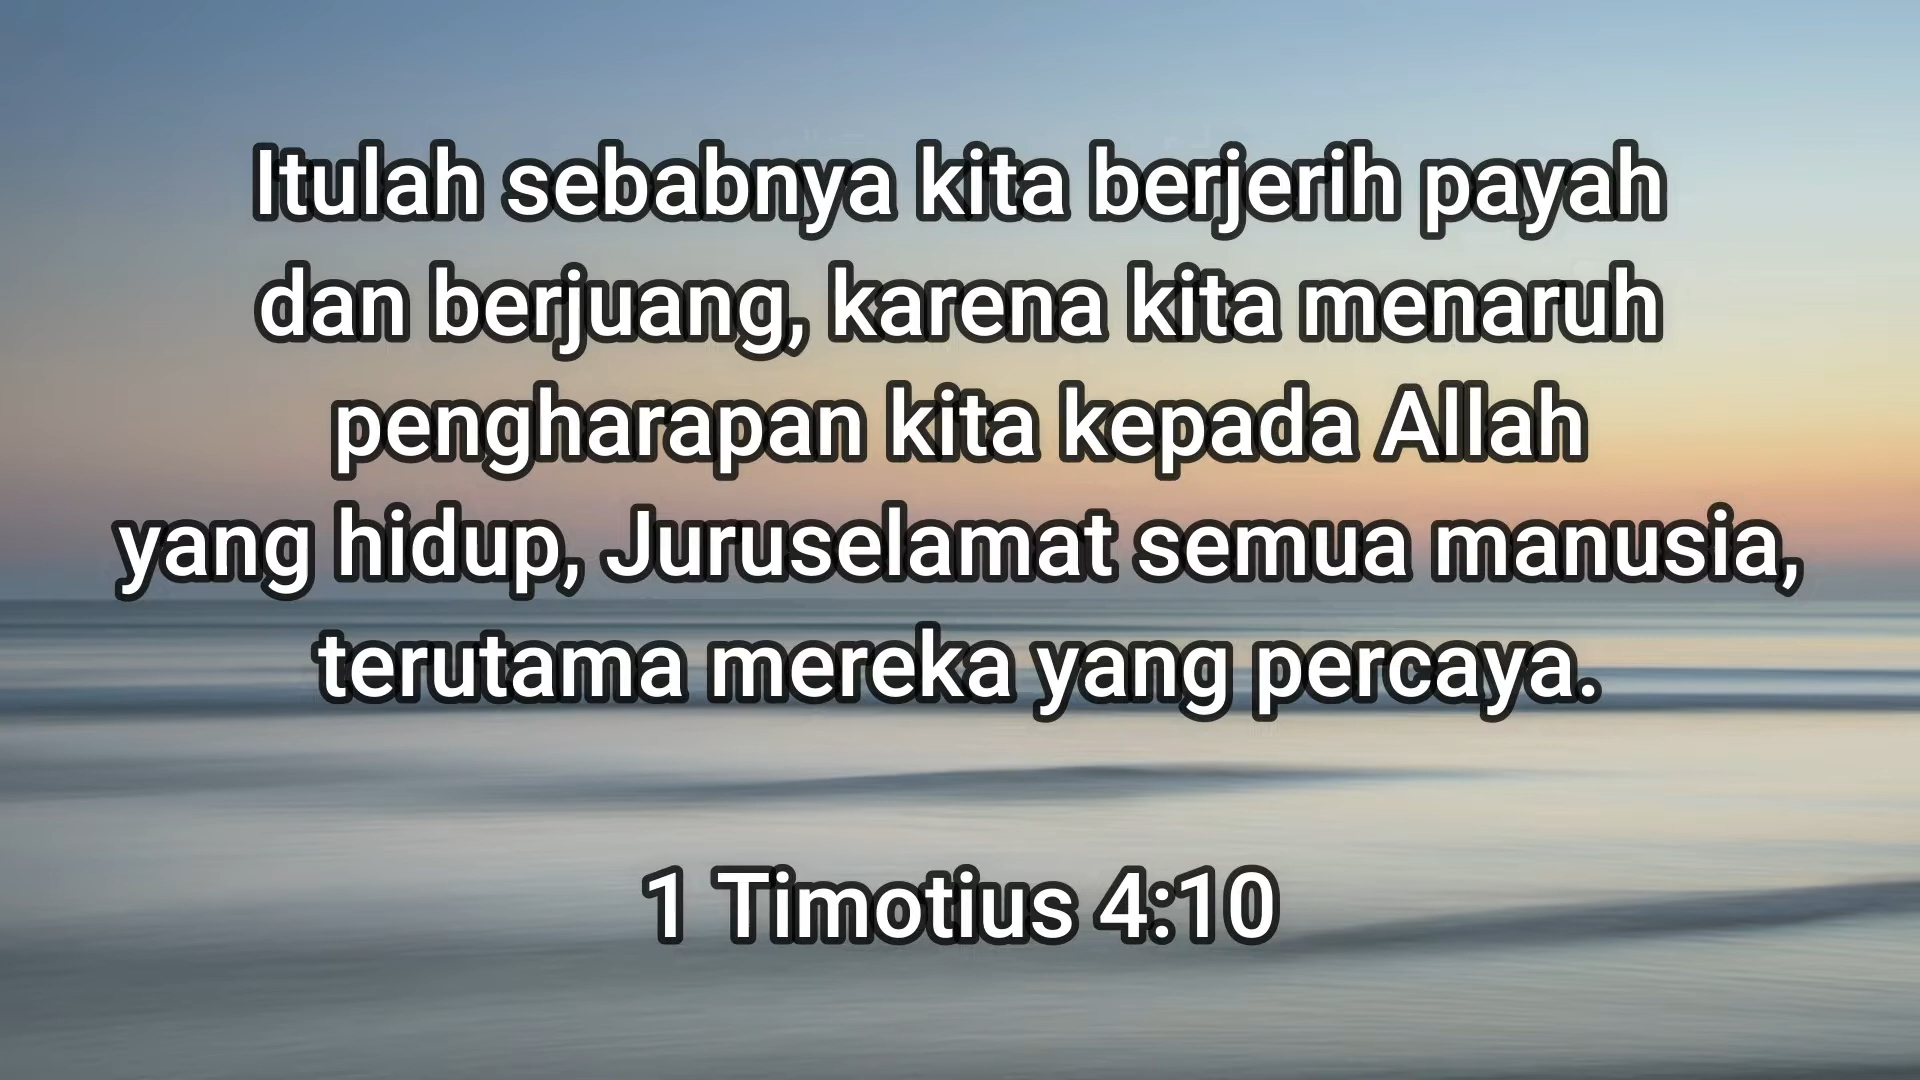 Itulah sebabnya kita berjerih payah
dan berjuang, karena kita menaruh
pengharapan kita kepada Allah
yang hidup, Juruselamat semua manusia,
terutama mereka yang percaya.
1 Timotius 4:10